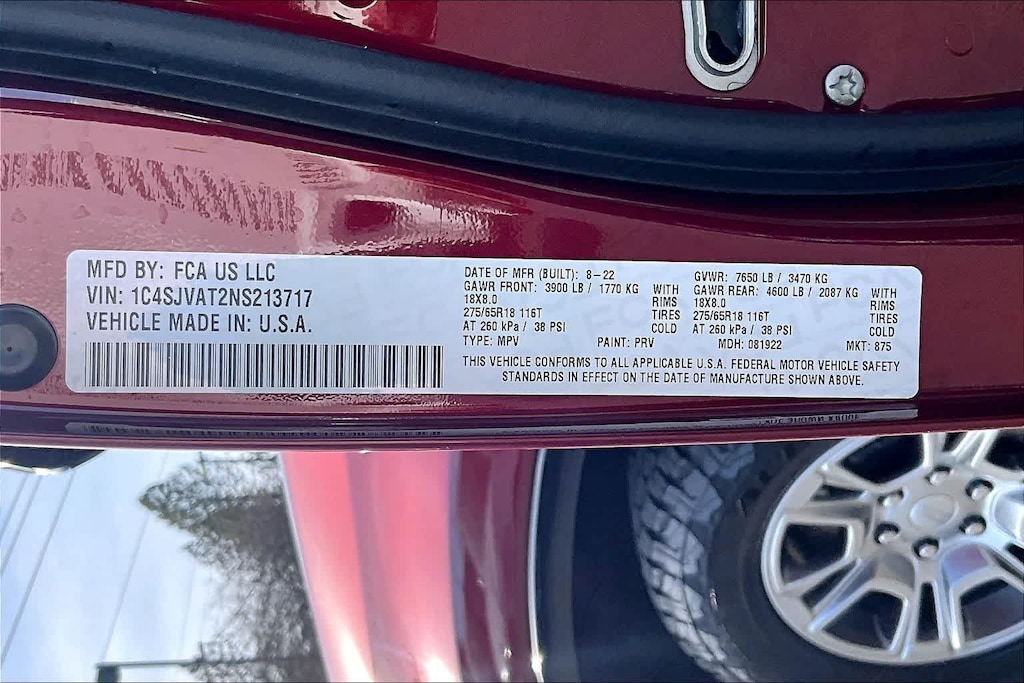 MFD BY: FCA US LLC
VIN: 1C4SJVAT2NS213717
VEHICLE MADE IN: U.S.A.
DATE OF MFR (BUILT): 8-22
GAWR FRONT: 3900 LB / 1770 KG WITH
18X8.0 RIMS
275/65R18 116T TIRES
AT 260 kPa / 38 PSI COLD
TYPE: MPV PAINT: PRV
GVWR: 7650 LB / 3470 KG
GAWR REAR: 4600 LB / 2087 KG WITH
18X8.0 RIMS
275/65R18 116T TIRES
AT 260 kPa / 38 PSI COLD
MDH: 081922 MKT: 875
THIS VEHICLE CONFORMS TO ALL APPLICABLE U.S.A. FEDERAL MOTOR VEHICLE SAFETY
STANDARDS IN EFFECT ON THE DATE OF MANUFACTURE SHOWN ABOVE.